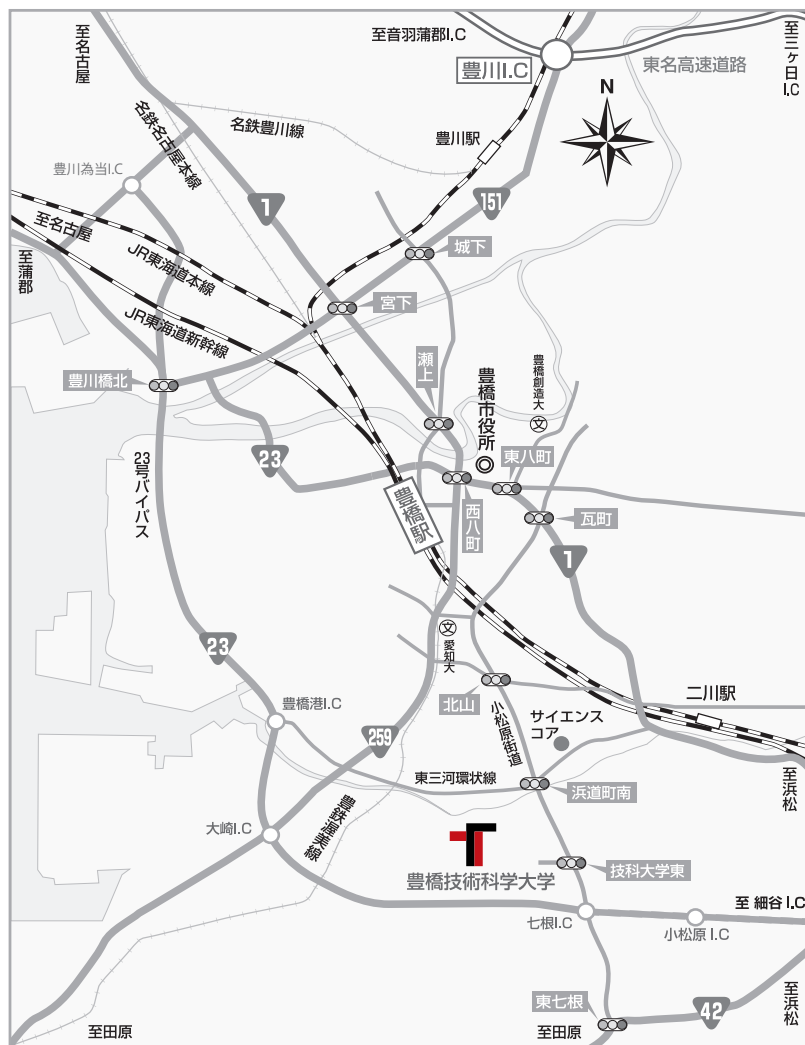 至名古屋
至音羽蒲郡I.C
豊川I.C
東名高速道路
至三ヶ日I.C
N
名鉄豊川線
名鉄名古屋本線
豊川駅
豊川為当I.C
1
151
至名古屋
至蒲郡
JR東海道本線
JR東海道新幹線
城下
宮下
豊川橋北
瀬上
豊橋市役所
豊橋創造大
文
23
東八町
23号バイパス
豊橋駅
西八町
瓦町
1
文
愛知大
23
北山
二川駅
豊橋港I.C
259
小松原街道
サイエンス
コア
東三河環状線
浜道町南
至浜松
大崎I.C
豊鉄渥美線
豊橋技術科学大学
技科大学東
七根I.C
至 細谷 I.C
小松原 I.C
東七根
42
至浜松
至田原
至田原